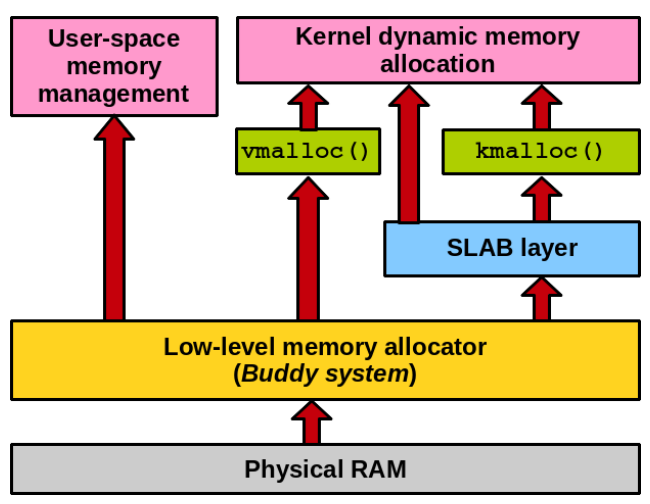 User-space
memory
management
Kernel dynamic memory
allocation
vmalloc()
kmalloc()
SLAB layer
Low-level memory allocator
(Buddy system)
Physical RAM